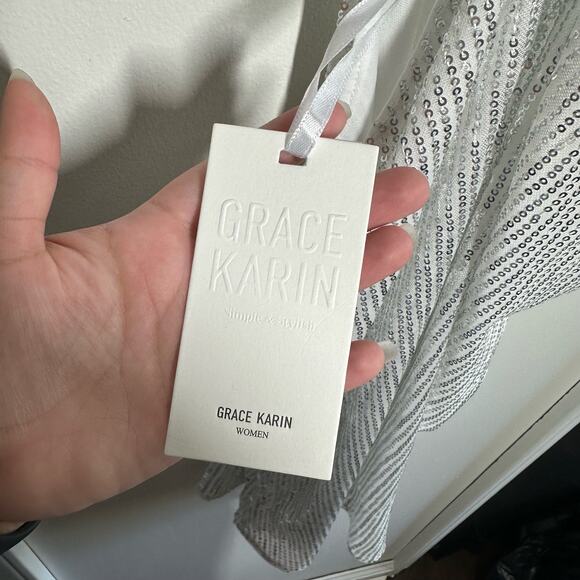 GRACE
KARIN
Simple & stylish
GRACE KARIN
WOMEN